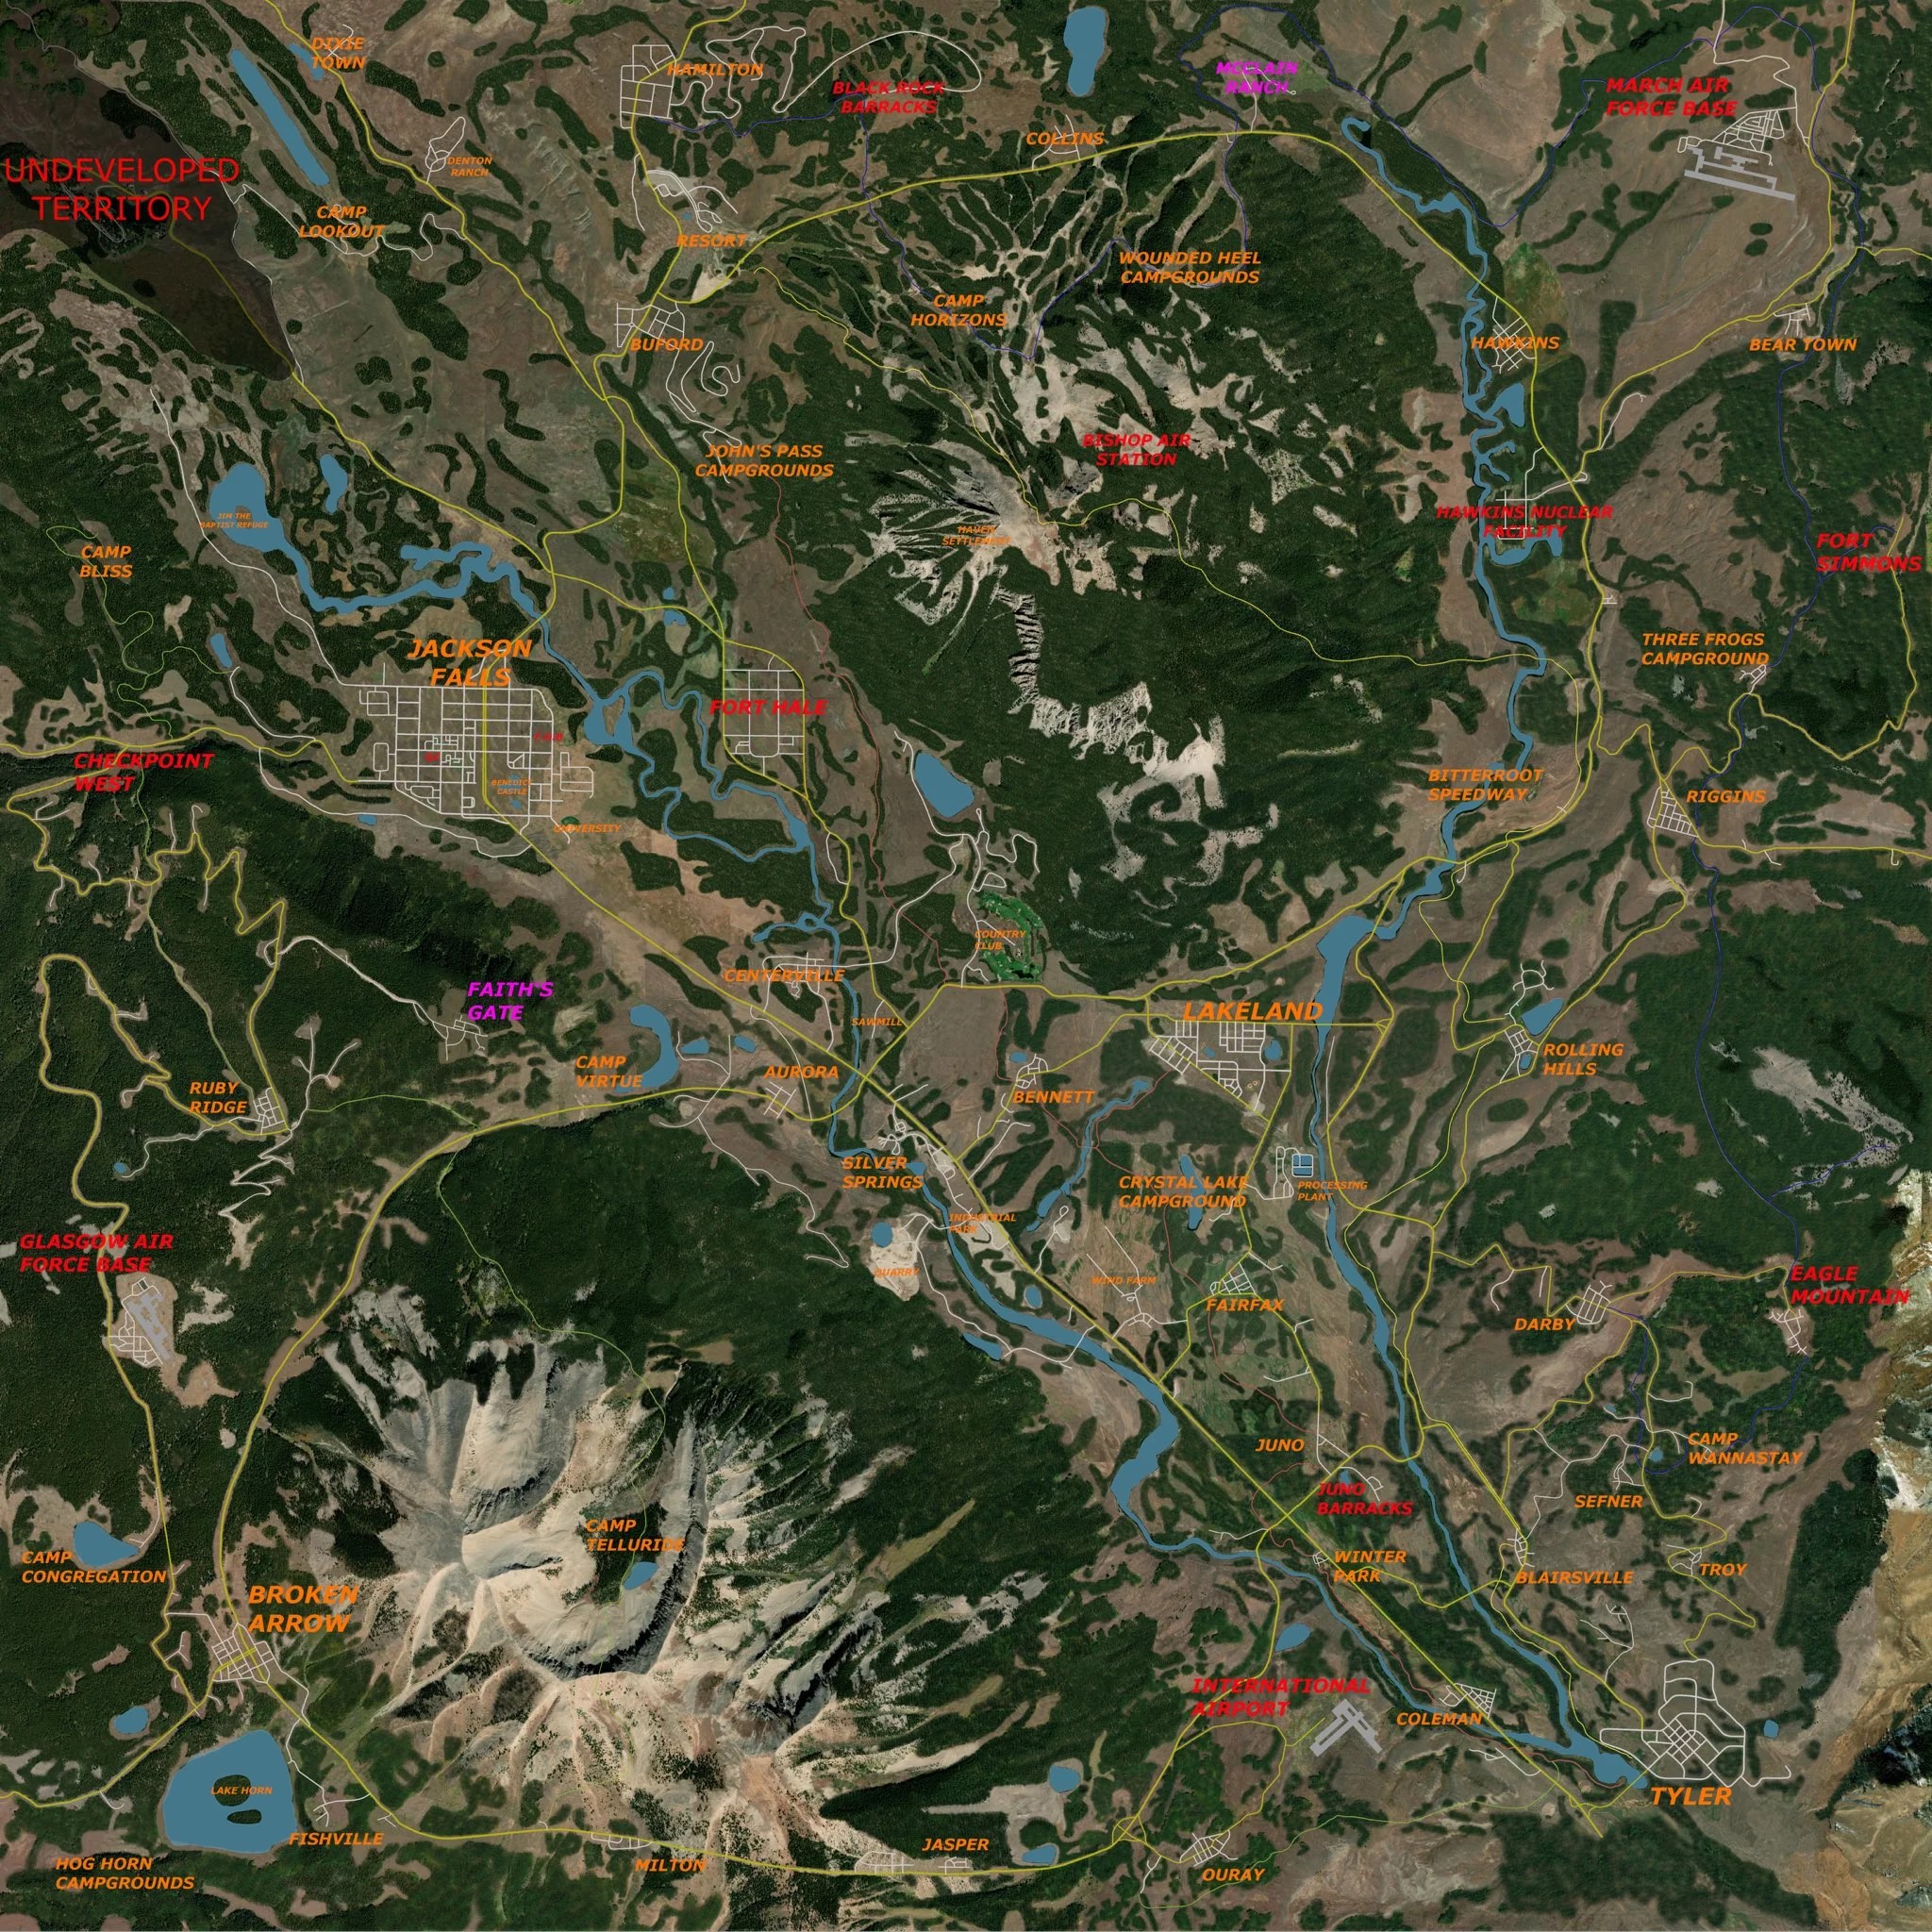 DIXIE
TOWN
HAMILTON
BLACK ROCK
BARRACKS
MCCLAIN
RANCH
MARCH AIR
FORCE BASE
COLLINS
DENTON
RANCH
UNDEVELOPED
TERRITORY
CAMP
LOOKOUT
RESORT
WOUNDED HEEL
CAMPGROUNDS
CAMP
HORIZONS
BUFORD
HAWKINS
BEAR TOWN
JOHN'S PASS
CAMPGROUNDS
BISHOP AIR
STATION
JIM THE
BAPTIST REFUGE
HAVEN
SETTLEMENT
HAWKINS NUCLEAR
FACILITY
FORT
SIMMONS
CAMP
BLISS
JACKSON
FALLS
THREE FROGS
CAMPGROUND
FORT HALE
CHECKPOINT
WEST
BENEDICT
CASTLE
UNIVERSITY
BITTERROOT
SPEEDWAY
RIGGINS
COUNTRY
CLUB
CENTERVILLE
FAITH'S
GATE
SAWMILL
LAKELAND
CAMP
VIRTUE
AURORA
ROLLING
HILLS
RUBY
RIDGE
BENNETT
SILVER
SPRINGS
CRYSTAL LAKE
CAMPGROUND
PROCESSING
PLANT
INDUSTRIAL
PARK
GLASGOW AIR
FORCE BASE
QUARRY
WIND FARM
FAIRFAX
DARBY
EAGLE
MOUNTAIN
JUNO
JUNO
BARRACKS
CAMP
WANNASTAY
SEFNER
CAMP
TELLURIDE
CAMP
CONGREGATION
BROKEN
ARROW
WINTER
PARK
BLAIRSVILLE
TROY
INTERNATIONAL
AIRPORT
COLEMAN
TYLER
LAKE HORN
FISHVILLE
HOG HORN
CAMPGROUNDS
MILTON
JASPER
OURAY